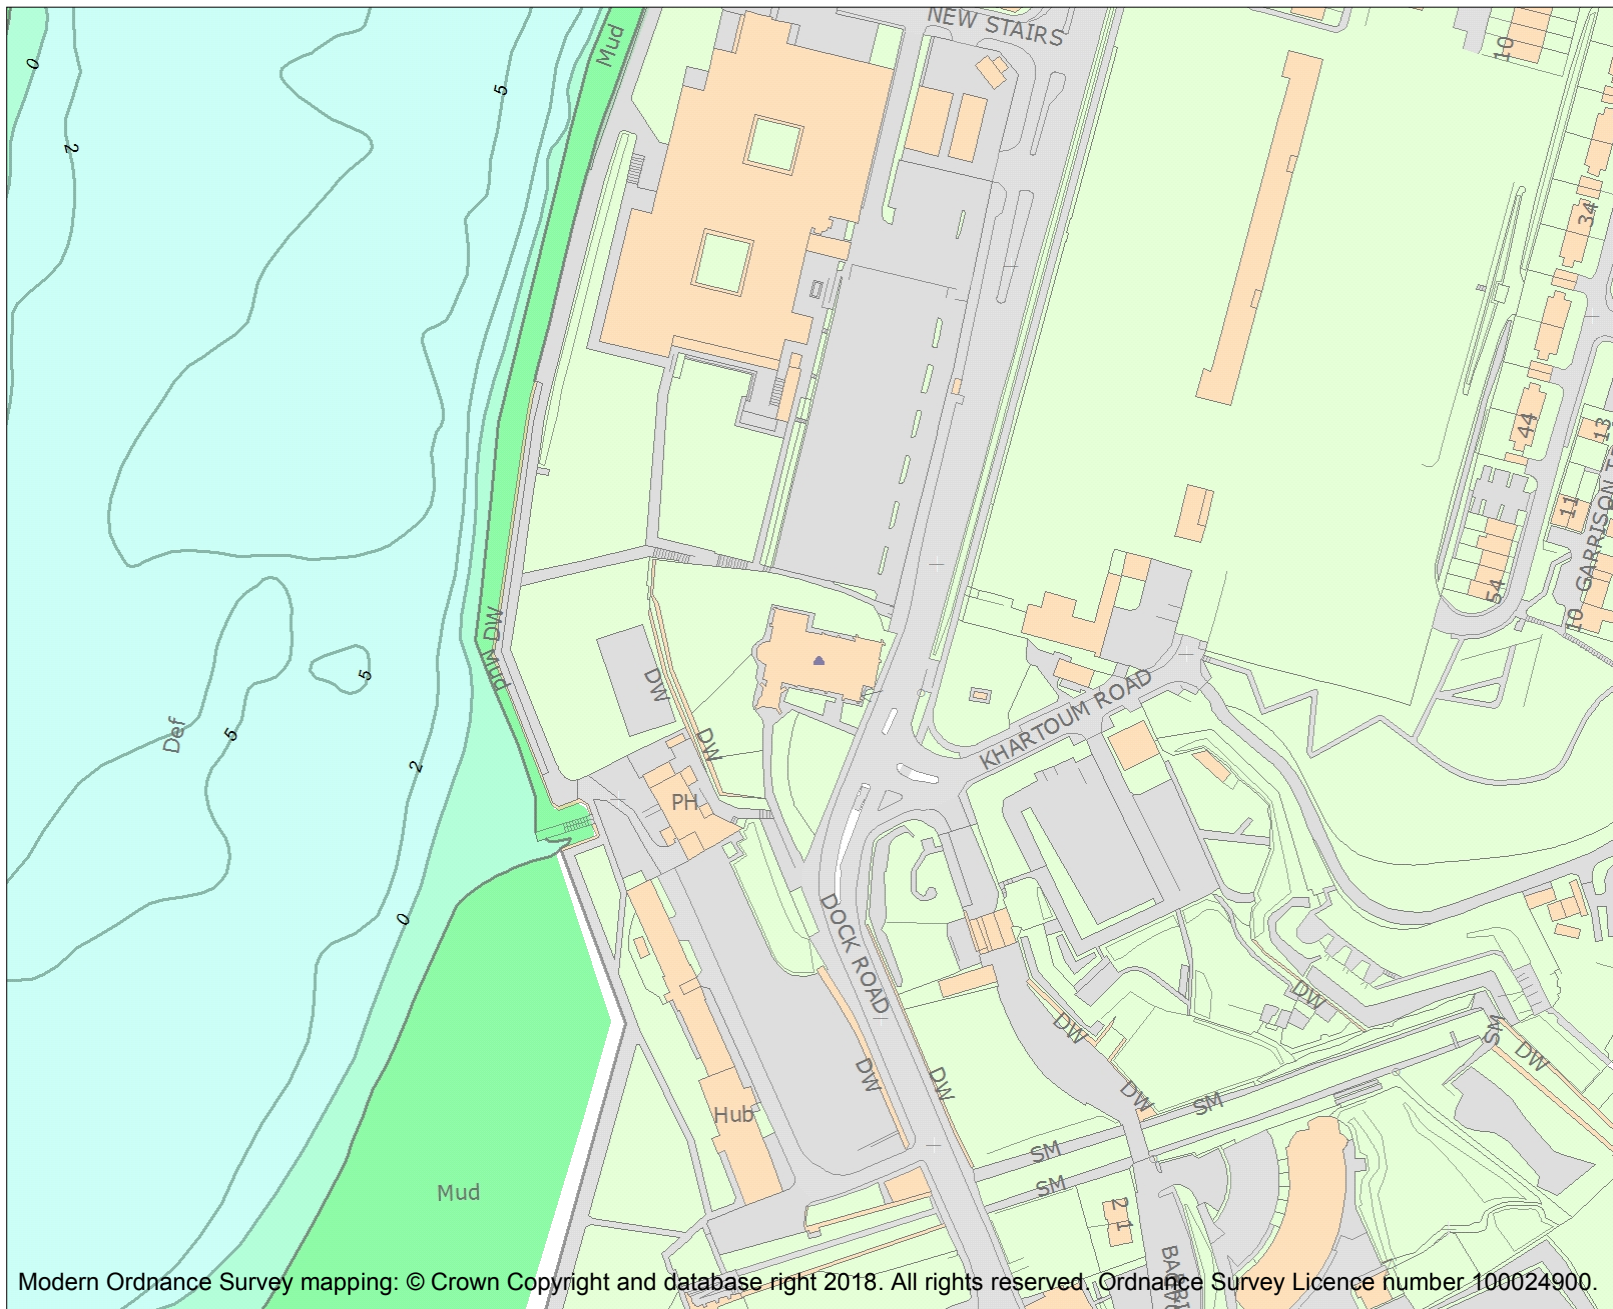 NEW STAIRS
Mud
10
0
5
2
34
44
13
11
GARRISON
54
10
DW
Mud
DW
5
DW
KHARTOUM ROAD
Def
5
2
PH
0
DOCK ROAD
DW
DW
SM
DW
DW
DW
DW
SM
Hub
SM
Mud
SM
2
1
Modern Ordnance Survey mapping: © Crown Copyright and database right 2018. All rights reserved. Ordnance Survey Licence number 100024900.